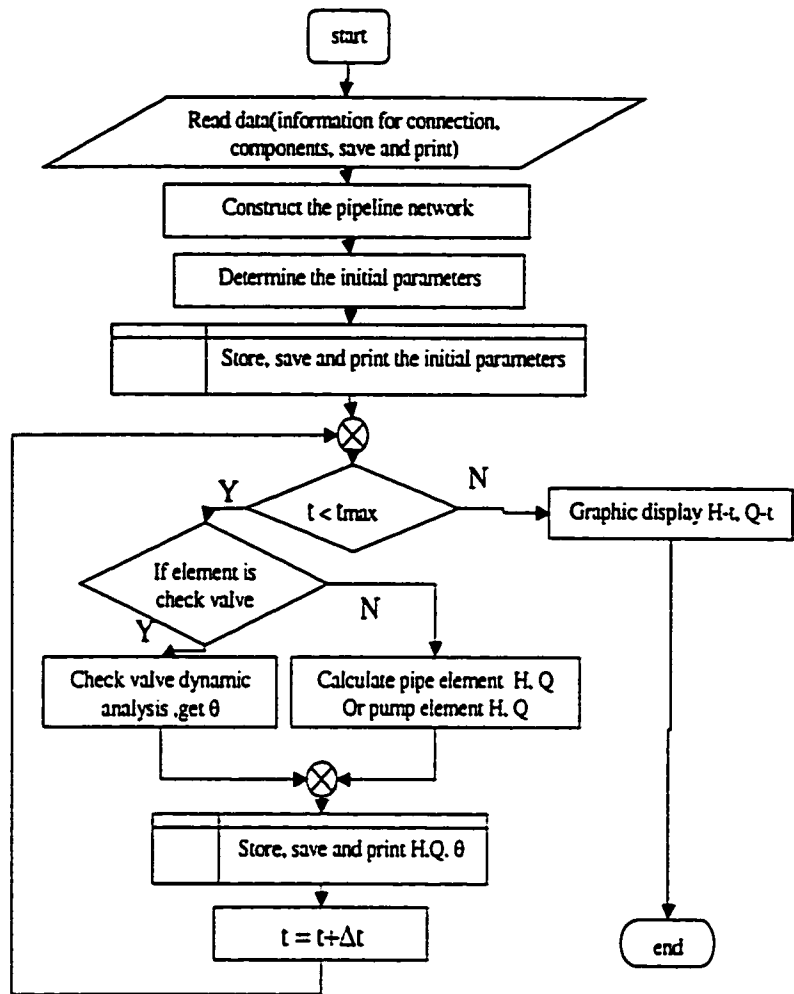 start
Read data(information for connection,
components, save and print)
Construct the pipeline network
Determine the initial parameters
Store, save and print the initial parameters
Y
N
t < tmax
Graphic display H-t, Q-t
If element is
check valve
N
Y
Check valve dynamic
analysis ,get θ
Calculate pipe element H, Q
Or pump element H, Q
Store, save and print H.Q. θ
t = t+Δt
end